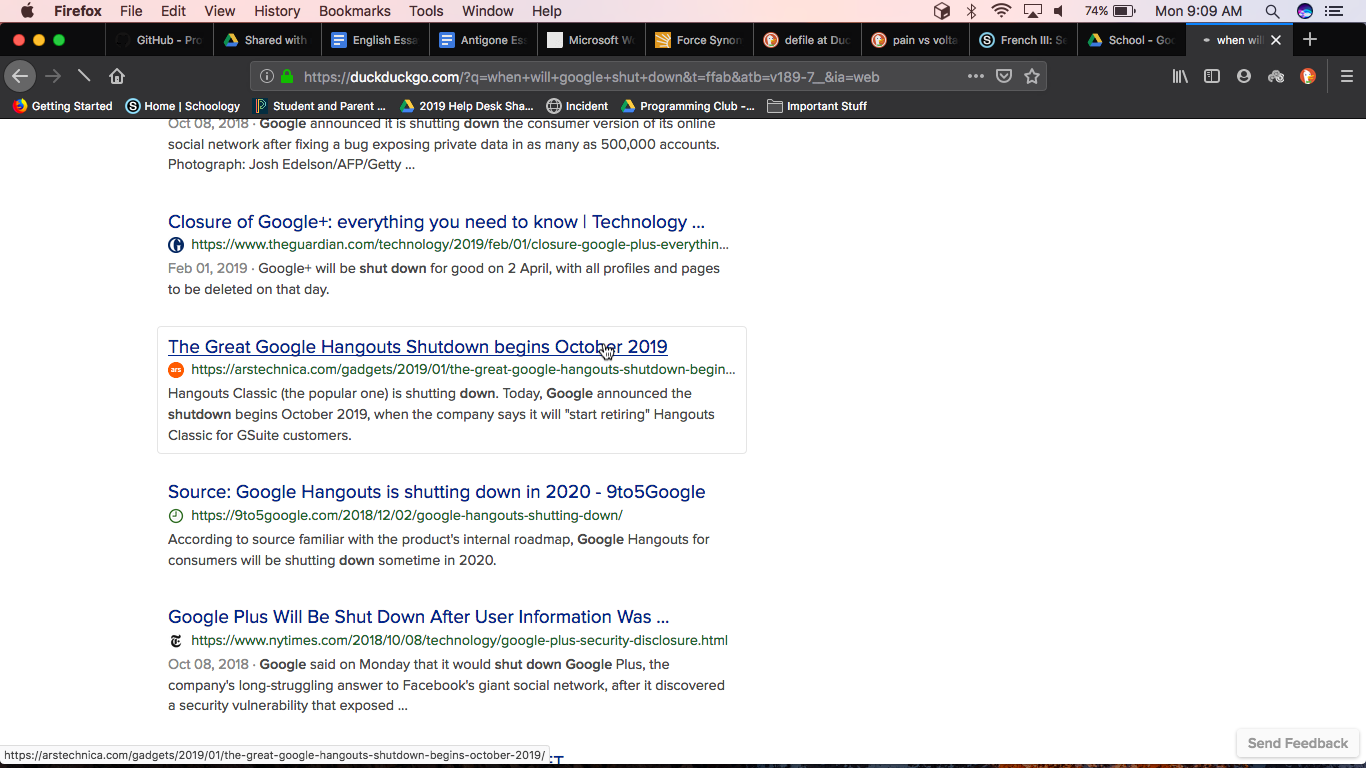 Firefox File Edit View History Bookmarks Tools Window Help 74% Mon 9:09 AM
GitHub - Pro Shared with English Essa Antigone Ess Microsoft Wo Force Synon defile at Duc pain vs volta French III: Se School - Goo when will
https://duckduckgo.com/?q=when+will+google+shut+down&t=ffab&atb=v189-7__&ia=web
Getting Started Home | Schoology Student and Parent ... 2019 Help Desk Sha... Incident Programming Club -... Important Stuff
Oct 08, 2018 · Google announced it is shutting down the consumer version of its online
social network after fixing a bug exposing private data in as many as 500,000 accounts.
Photograph: Josh Edelson/AFP/Getty ...
Closure of Google+: everything you need to know | Technology ...
https://www.theguardian.com/technology/2019/feb/01/closure-google-plus-everythin...
Feb 01, 2019 · Google+ will be shut down for good on 2 April, with all profiles and pages
to be deleted on that day.
The Great Google Hangouts Shutdown begins October 2019
ars https://arstechnica.com/gadgets/2019/01/the-great-google-hangouts-shutdown-begin...
Hangouts Classic (the popular one) is shutting down. Today, Google announced the
shutdown begins October 2019, when the company says it will "start retiring" Hangouts
Classic for GSuite customers.
Source: Google Hangouts is shutting down in 2020 - 9to5Google
https://9to5google.com/2018/12/02/google-hangouts-shutting-down/
According to source familiar with the product's internal roadmap, Google Hangouts for
consumers will be shutting down sometime in 2020.
Google Plus Will Be Shut Down After User Information Was ...
https://www.nytimes.com/2018/10/08/technology/google-plus-security-disclosure.html
Oct 08, 2018 · Google said on Monday that it would shut down Google Plus, the
company's long-struggling answer to Facebook's giant social network, after it discovered
a security vulnerability that exposed ...
Send Feedback
https://arstechnica.com/gadgets/2019/01/the-great-google-hangouts-shutdown-begins-october-2019/